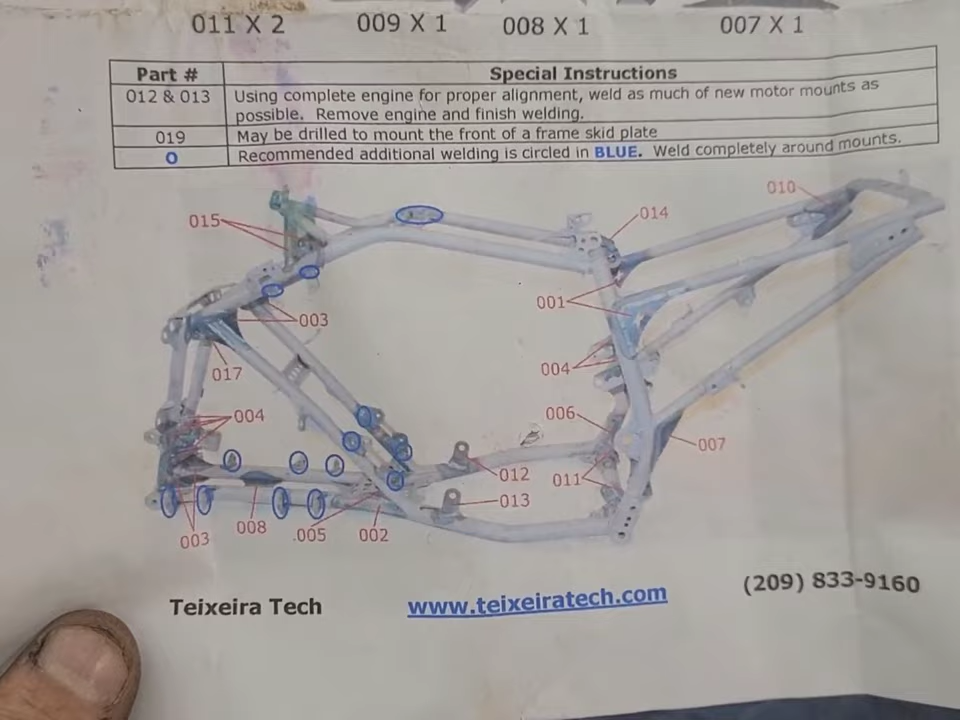 011 X 2 009 X 1 008 X 1 007 X 1
Part # Special Instructions
012 & 013 Using complete engine for proper alignment, weld as much of new motor mounts as
possible. Remove engine and finish welding.
019 May be drilled to mount the front of a frame skid plate
O Recommended additional welding is circled in BLUE. Weld completely around mounts.
010
015
014
001
003
004
017
004
006
007
012
011
013
003
008
.005
002
Teixeira Tech www.teixeiratech.com (209) 833-9160